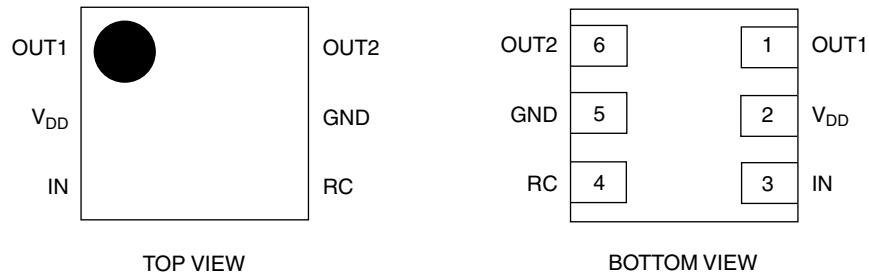 OUT1 OUT2
V_DD GND
IN RC
TOP VIEW
OUT2 6 1 OUT1
GND 5 2 V_DD
RC 4 3 IN
BOTTOM VIEW